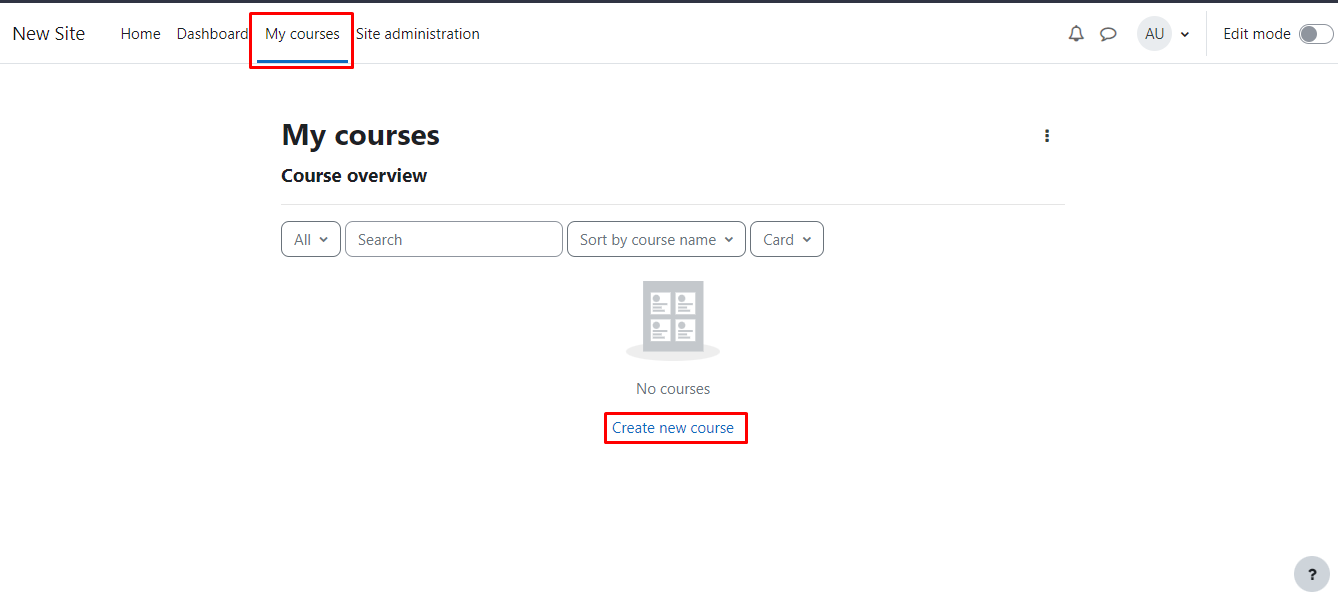 New Site Home Dashboard My courses Site administration AU Edit mode
My courses
Course overview
All Search Sort by course name Card
No courses
Create new course
?